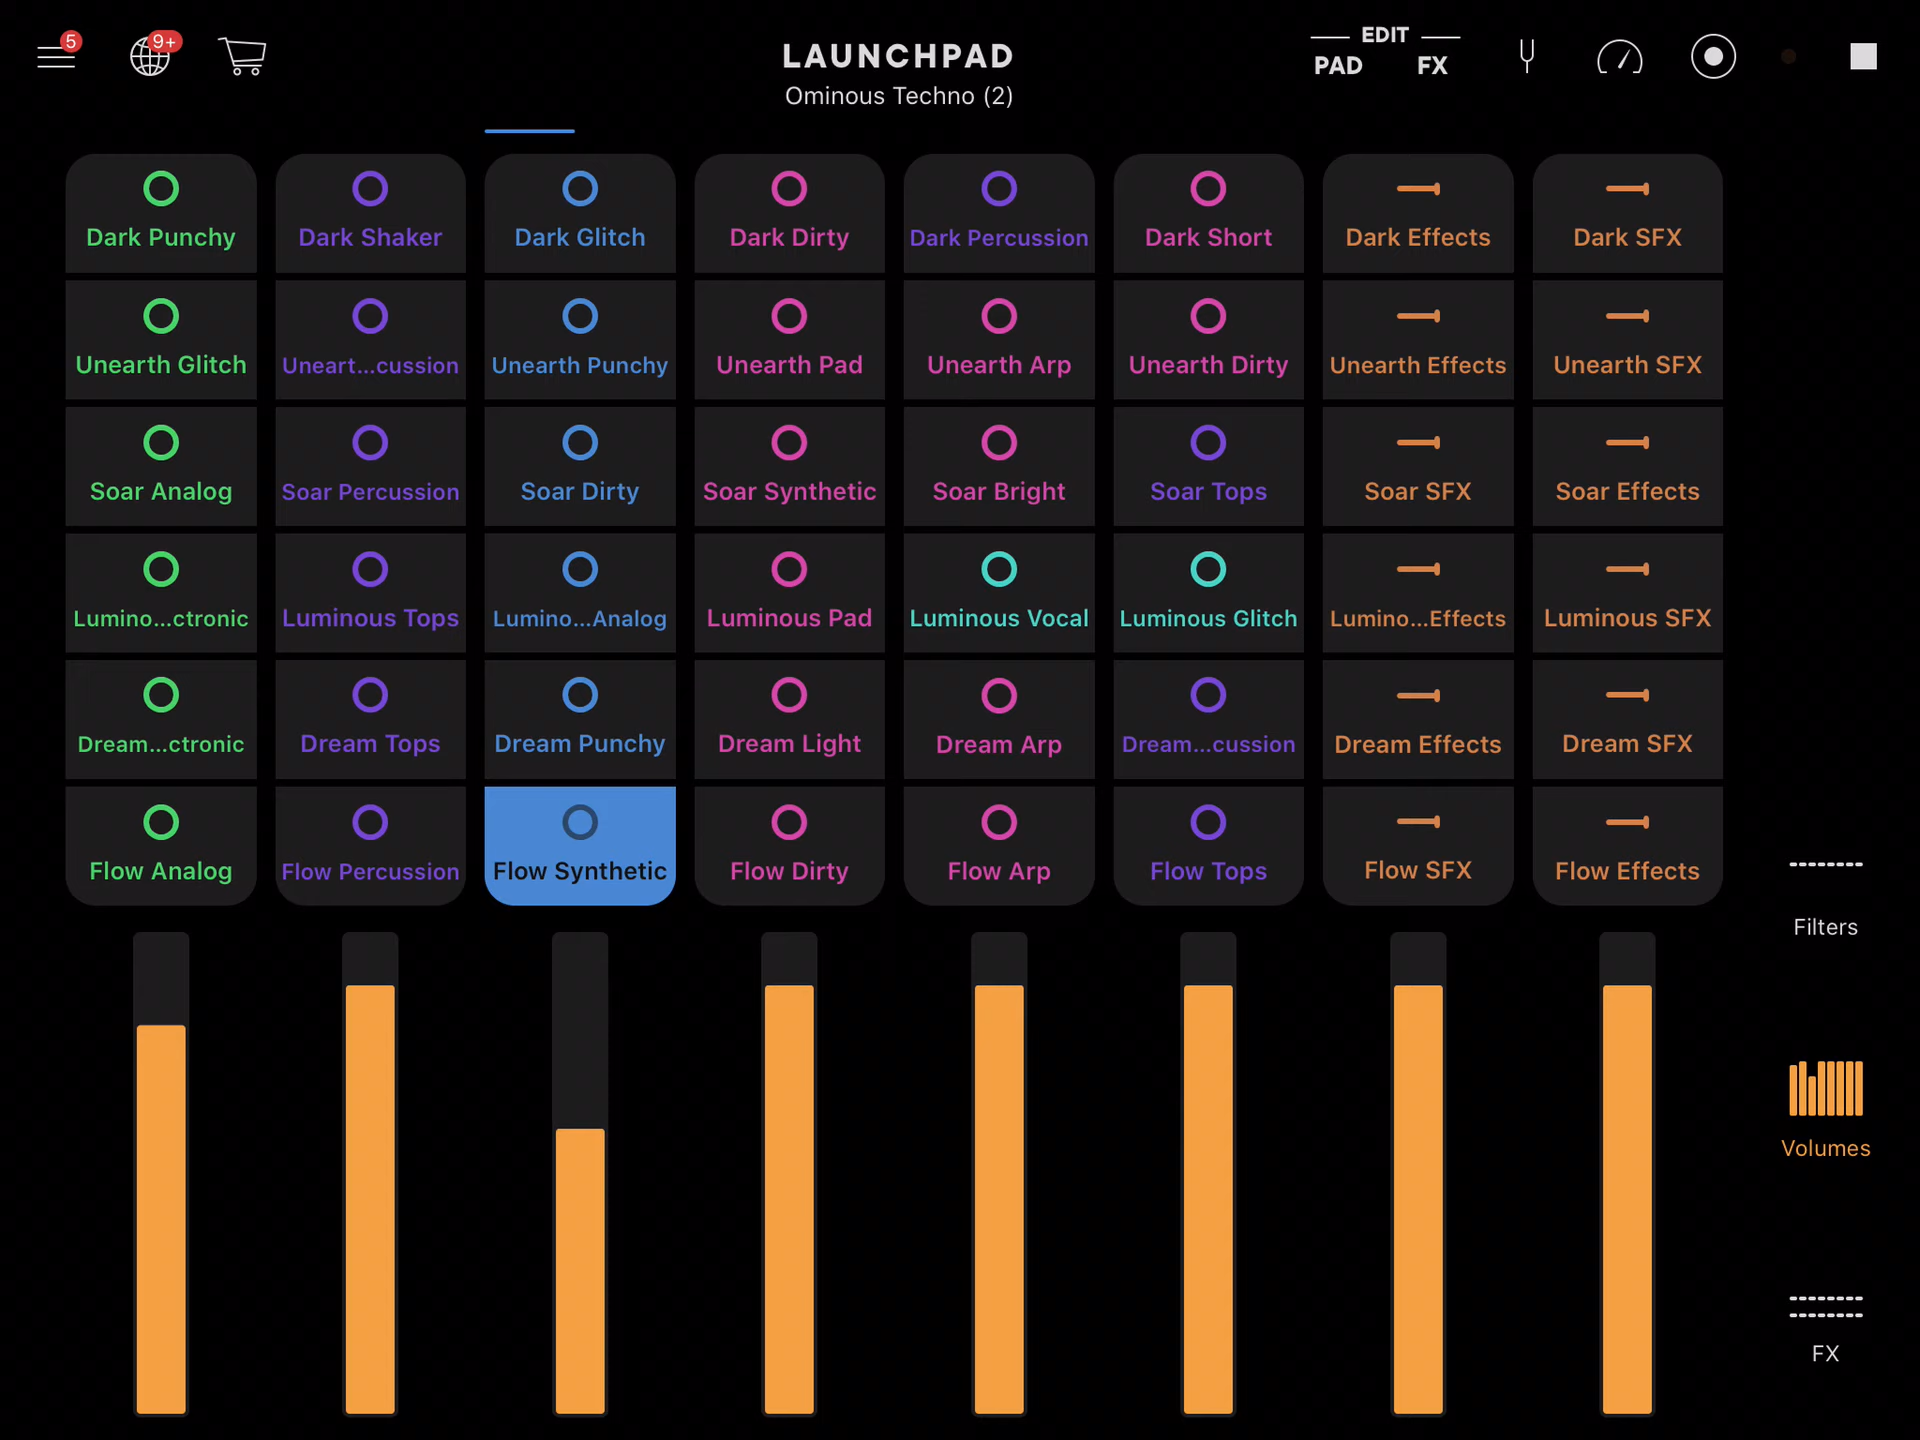 5
9+
LAUNCHPAD
Ominous Techno (2)
EDIT
PAD FX
Dark Punchy Dark Shaker Dark Glitch Dark Dirty Dark Percussion Dark Short Dark Effects Dark SFX
Unearth Glitch Uneart...cussion Unearth Punchy Unearth Pad Unearth Arp Unearth Dirty Unearth Effects Unearth SFX
Soar Analog Soar Percussion Soar Dirty Soar Synthetic Soar Bright Soar Tops Soar SFX Soar Effects
Lumino...ctronic Luminous Tops Lumino...Analog Luminous Pad Luminous Vocal Luminous Glitch Lumino...Effects Luminous SFX
Dream...ctronic Dream Tops Dream Punchy Dream Light Dream Arp Dream...cussion Dream Effects Dream SFX
Flow Analog Flow Percussion Flow Synthetic Flow Dirty Flow Arp Flow Tops Flow SFX Flow Effects
Filters
Volumes
FX